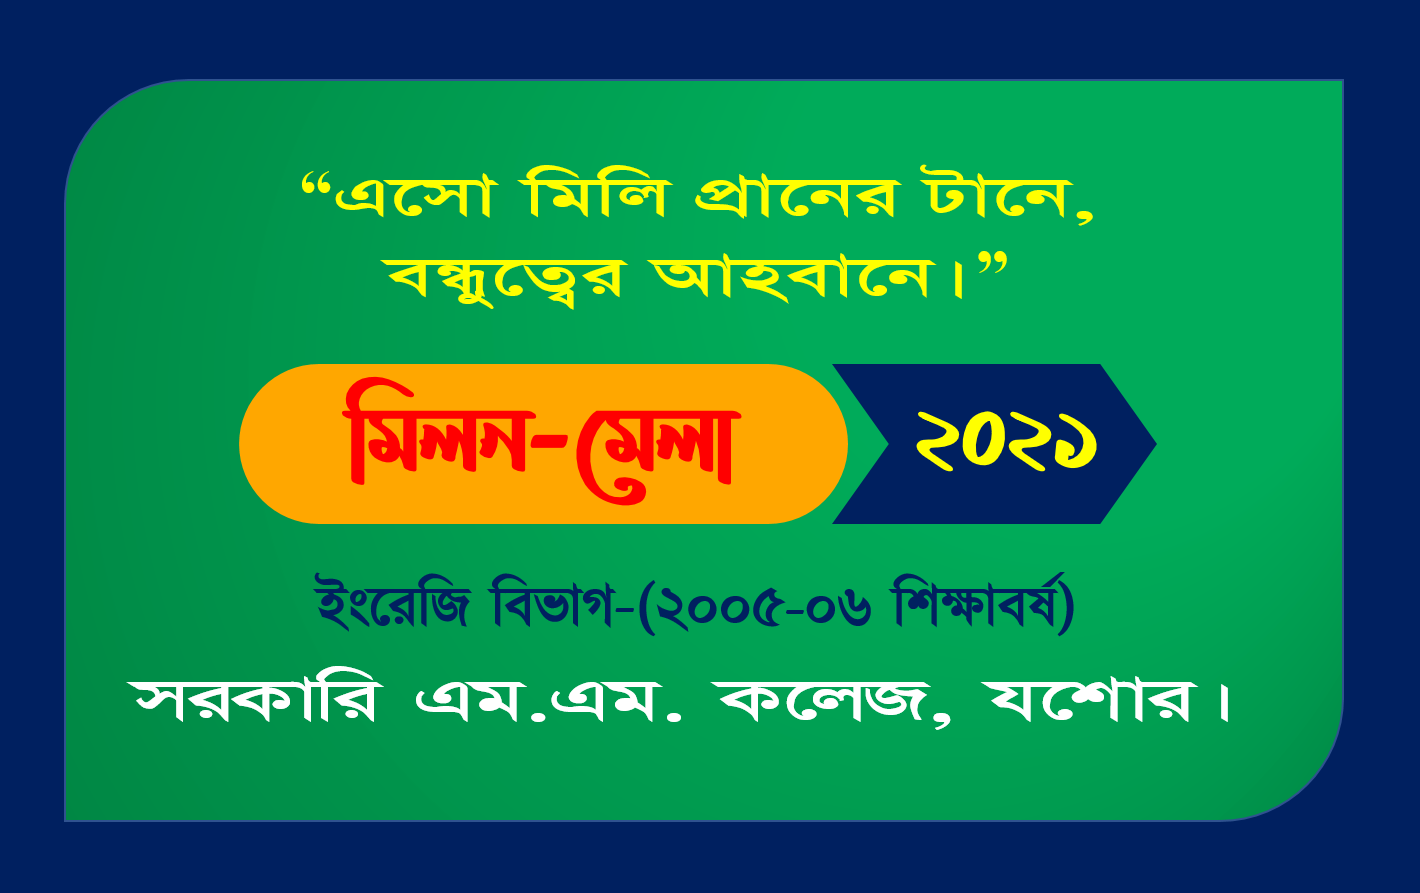 “এসো মিলি প্রানের টানে,
বন্ধুত্বের আহবানে।”
মিলন-মেলা ২০২১
ইংরেজি বিভাগ-(২০০৫-০৬ শিক্ষাবর্ষ)
সরকারি এম.এম. কলেজ, যশোর।